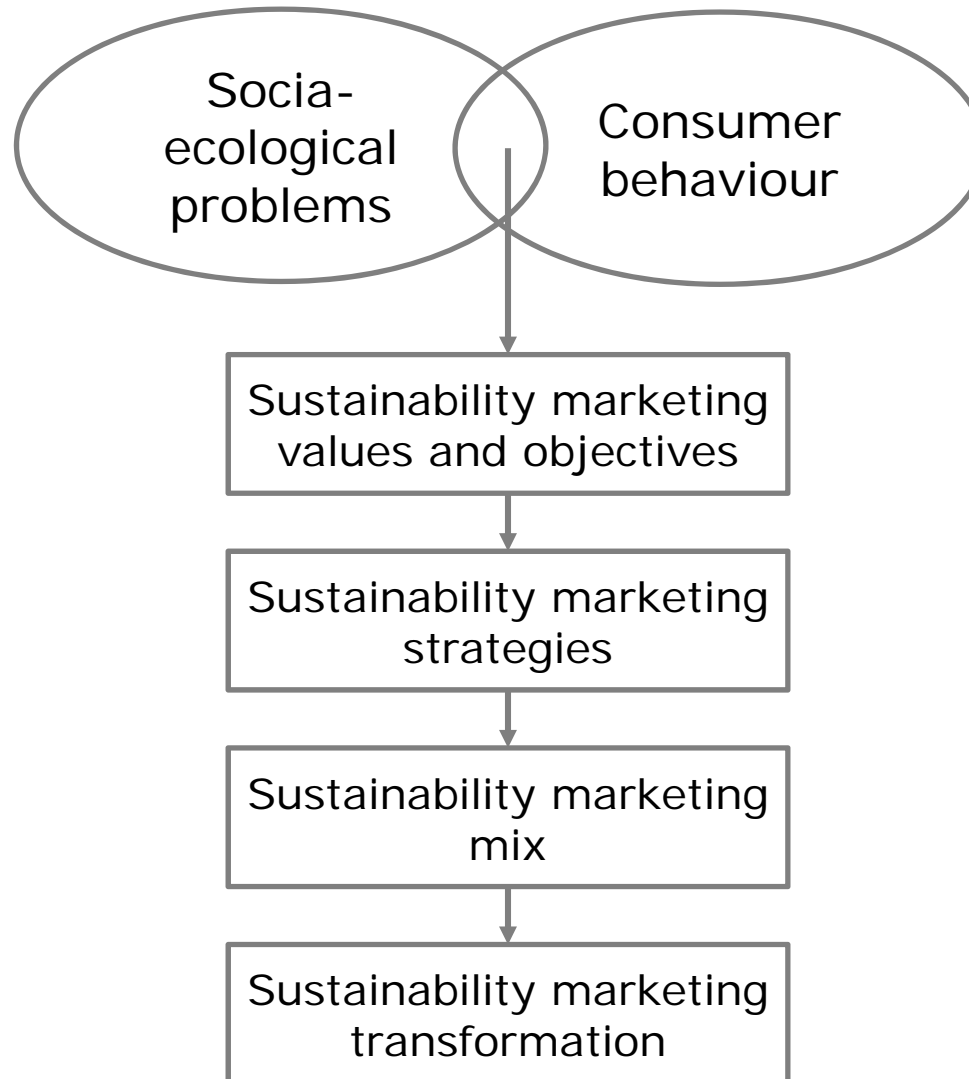 Socia-
ecological
problems
Consumer
behaviour
Sustainability marketing
values and objectives
Sustainability marketing
strategies
Sustainability marketing
mix
Sustainability marketing
transformation